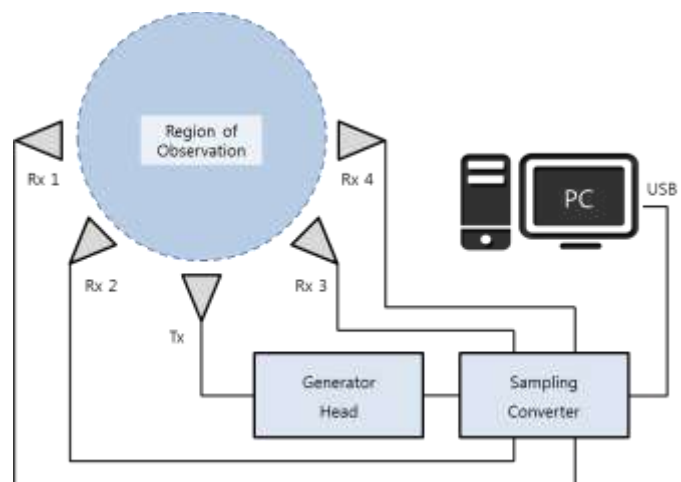 Region of
Observation
Rx 1
Rx 4
PC
USB
Rx 2
Rx 3
Tx
Generator
Head
Sampling
Converter